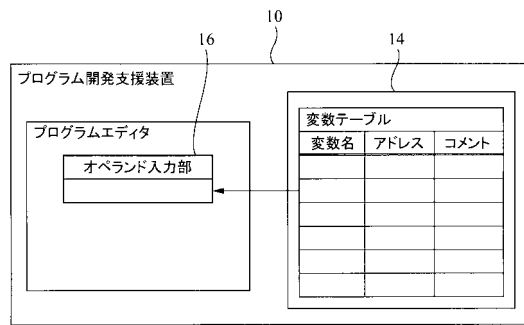 10
16
14
プログラム開発支援装置
プログラムエディタ
オペランド入力部
変数テーブル
変数名 アドレス コメント